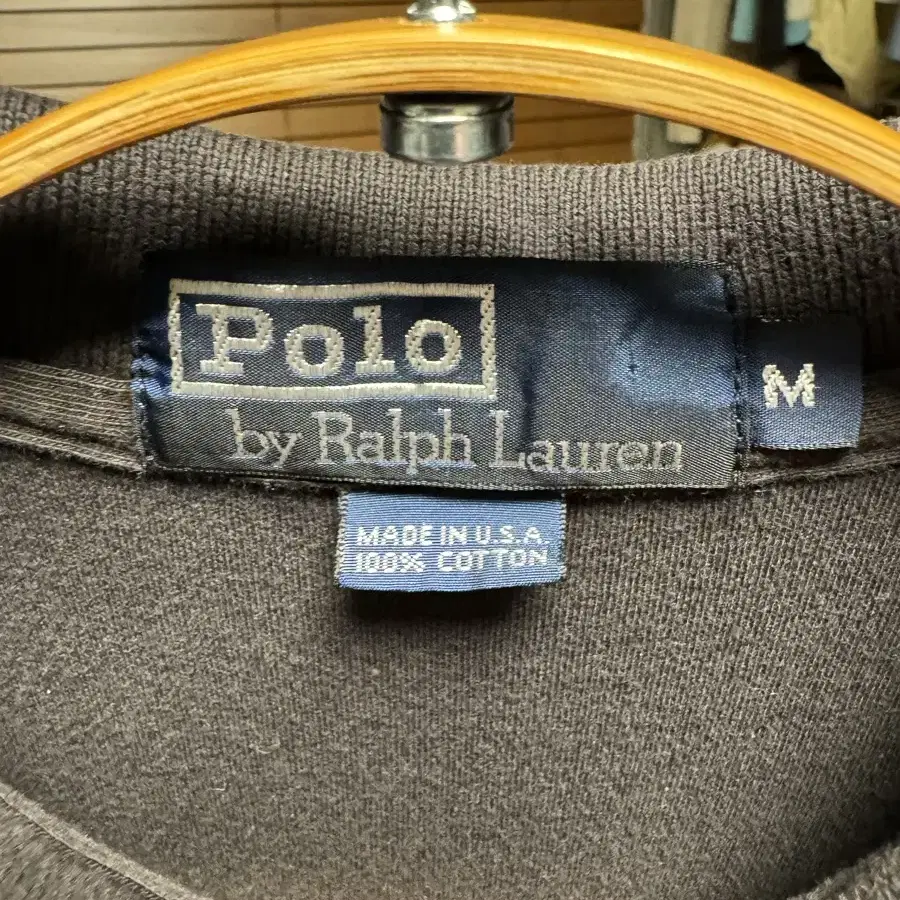 Polo
by Ralph Lauren
M
MADE IN U.S.A.
100% COTTON